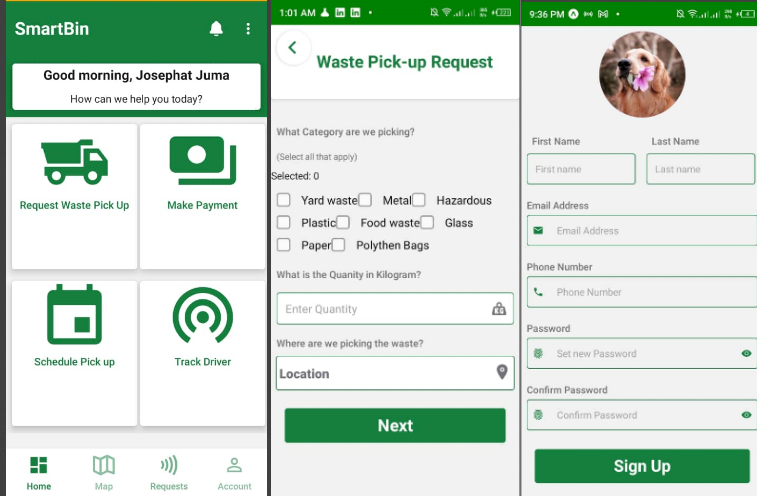 SmartBin
Good morning, Josephat Juma
How can we help you today?
Request Waste Pick Up
Make Payment
Schedule Pick up
Track Driver
Home
Map
Requests
Account
1:01 AM
Waste Pick-up Request
What Category are we picking?
(Select all that apply)
Selected: 0
Yard waste Metal Hazardous
Plastic Food waste Glass
Paper Polythen Bags
What is the Quanity in Kilogram?
Enter Quantity
Where are we picking the waste?
Location
Next
9:36 PM
First Name
Last Name
First name
Last name
Email Address
Email Address
Phone Number
Phone Number
Password
Set new Password
Confirm Password
Confirm Password
Sign Up